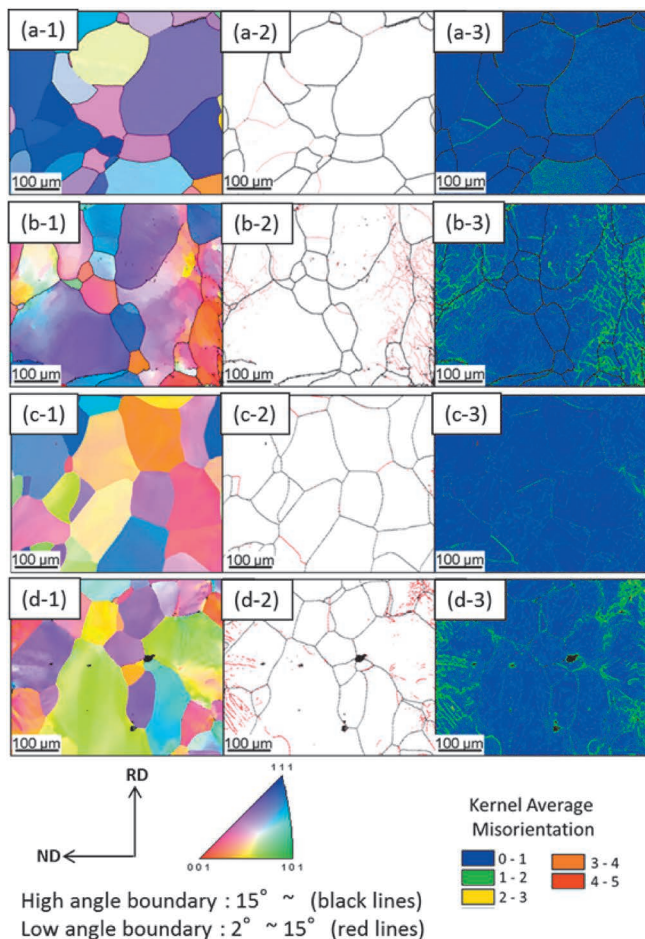 (a-1) (a-2) (a-3)
100 µm 100 µm 100 µm
(b-1) (b-2) (b-3)
100 µm 100 µm 100 µm
(c-1) (c-2) (c-3)
100 µm 100 µm 100 µm
(d-1) (d-2) (d-3)
100 µm 100 µm 100 µm
RD
ND
111
001 101
Kernel Average
Misorientation
0 - 1 3 - 4
1 - 2 4 - 5
2 - 3
High angle boundary : 15° ~ (black lines)
Low angle boundary : 2° ~ 15° (red lines)